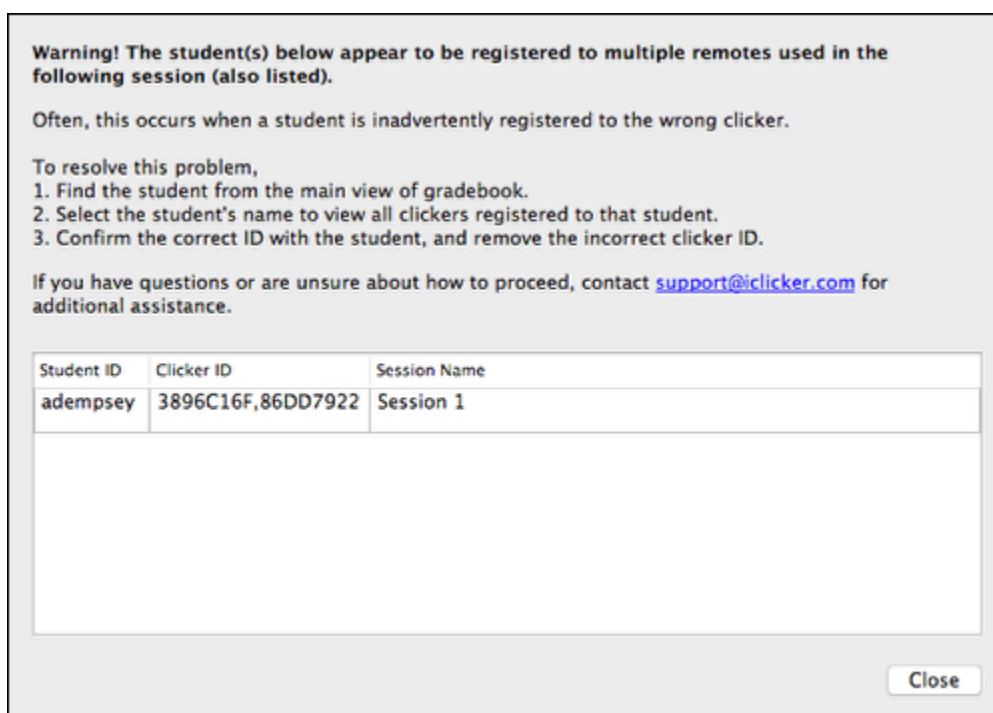 Warning! The student(s) below appear to be registered to multiple remotes used in the
following session (also listed).
Often, this occurs when a student is inadvertently registered to the wrong clicker.
To resolve this problem,
1. Find the student from the main view of gradebook.
2. Select the student's name to view all clickers registered to that student.
3. Confirm the correct ID with the student, and remove the incorrect clicker ID.
If you have questions or are unsure about how to proceed, contact support@iclicker.com for
additional assistance.
Student ID Clicker ID Session Name
adempsey 3896C16F,86DD7922 Session 1
Close